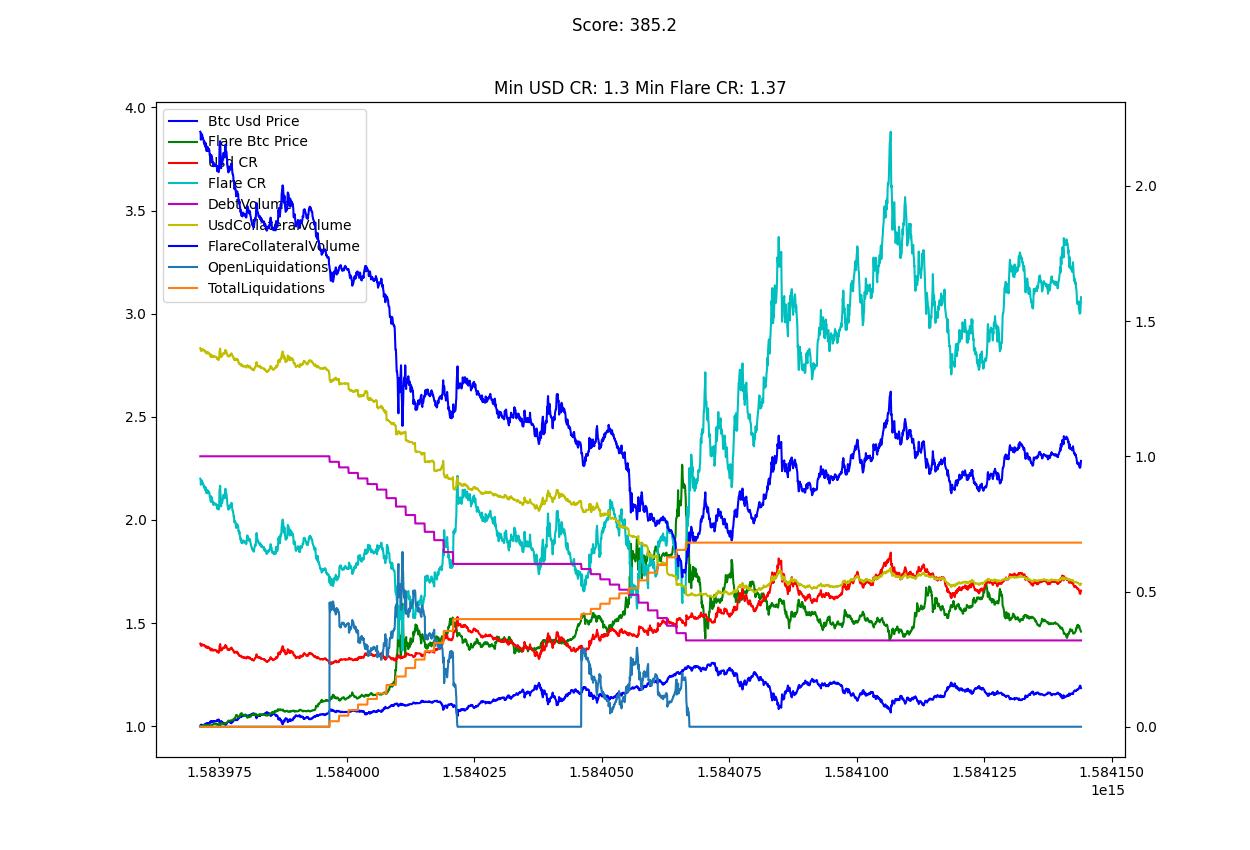 Score: 385.2
Min USD CR: 1.3 Min Flare CR: 1.37
4.0
3.5
3.0
2.5
2.0
1.5
1.0
Btc Usd Price
Flare Btc Price
Usd CR
Flare CR
DebtVolume
UsdCollateralVolume
FlareCollateralVolume
OpenLiquidations
TotalLiquidations
2.0
1.5
1.0
0.5
0.0
1.583975 1.584000 1.584025 1.584050 1.584075 1.584100 1.584125 1.584150
1e15